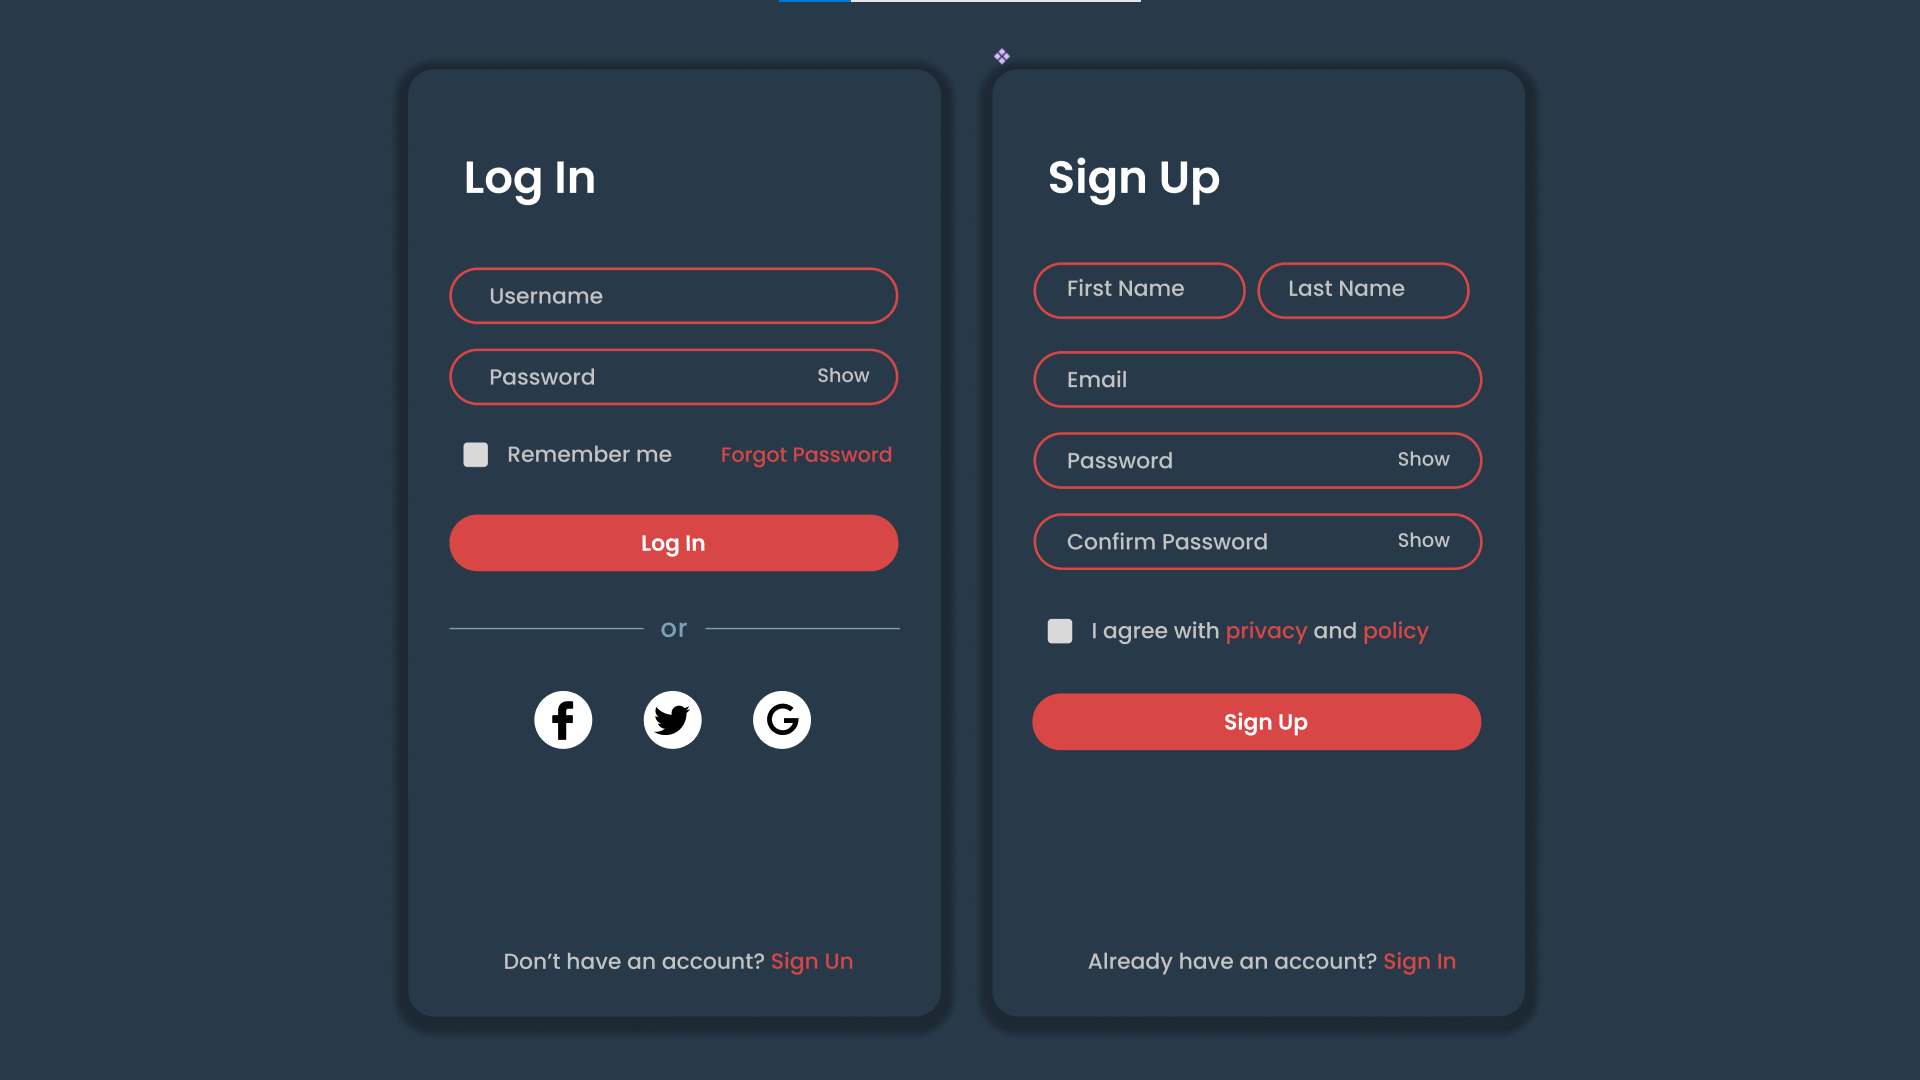 Log In
Username
Password Show
Remember me Forgot Password
Log In
or
Don’t have an account? Sign Un
Sign Up
First Name Last Name
Email
Password Show
Confirm Password Show
I agree with privacy and policy
Sign Up
Already have an account? Sign In